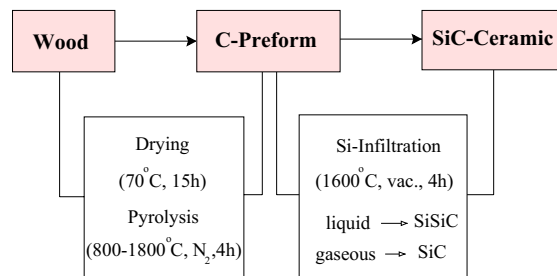 Wood
C-Preform
SiC-Ceramic
Drying
(70°C, 15h)
Pyrolysis
(800-1800°C, N₂,4h)
Si-Infiltration
(1600°C, vac., 4h)
liquid → SiSiC
gaseous → SiC